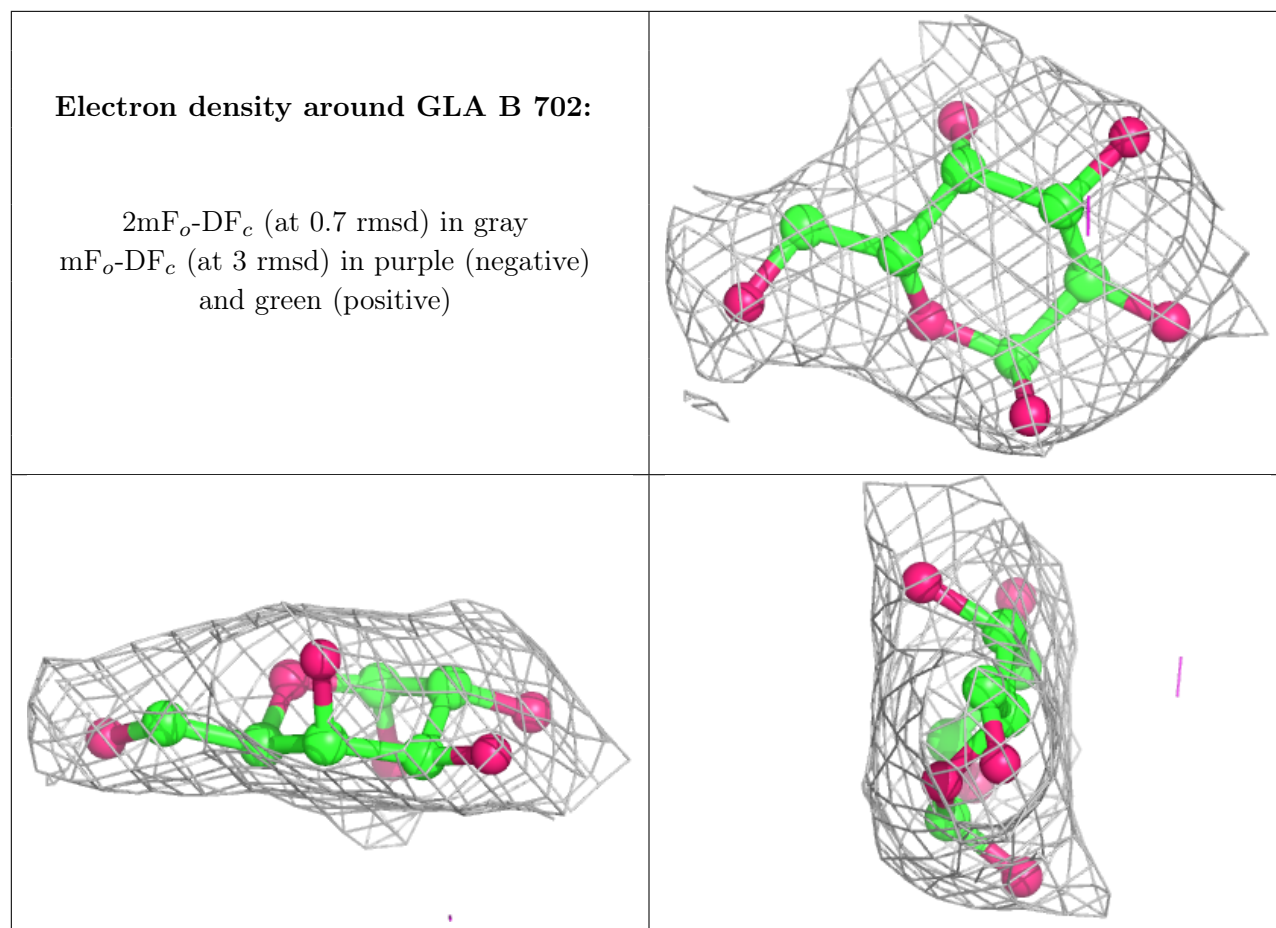 Electron density around GLA B 702:
2mFo-DFc (at 0.7 rmsd) in gray
mFo-DFc (at 3 rmsd) in purple (negative)
and green (positive)